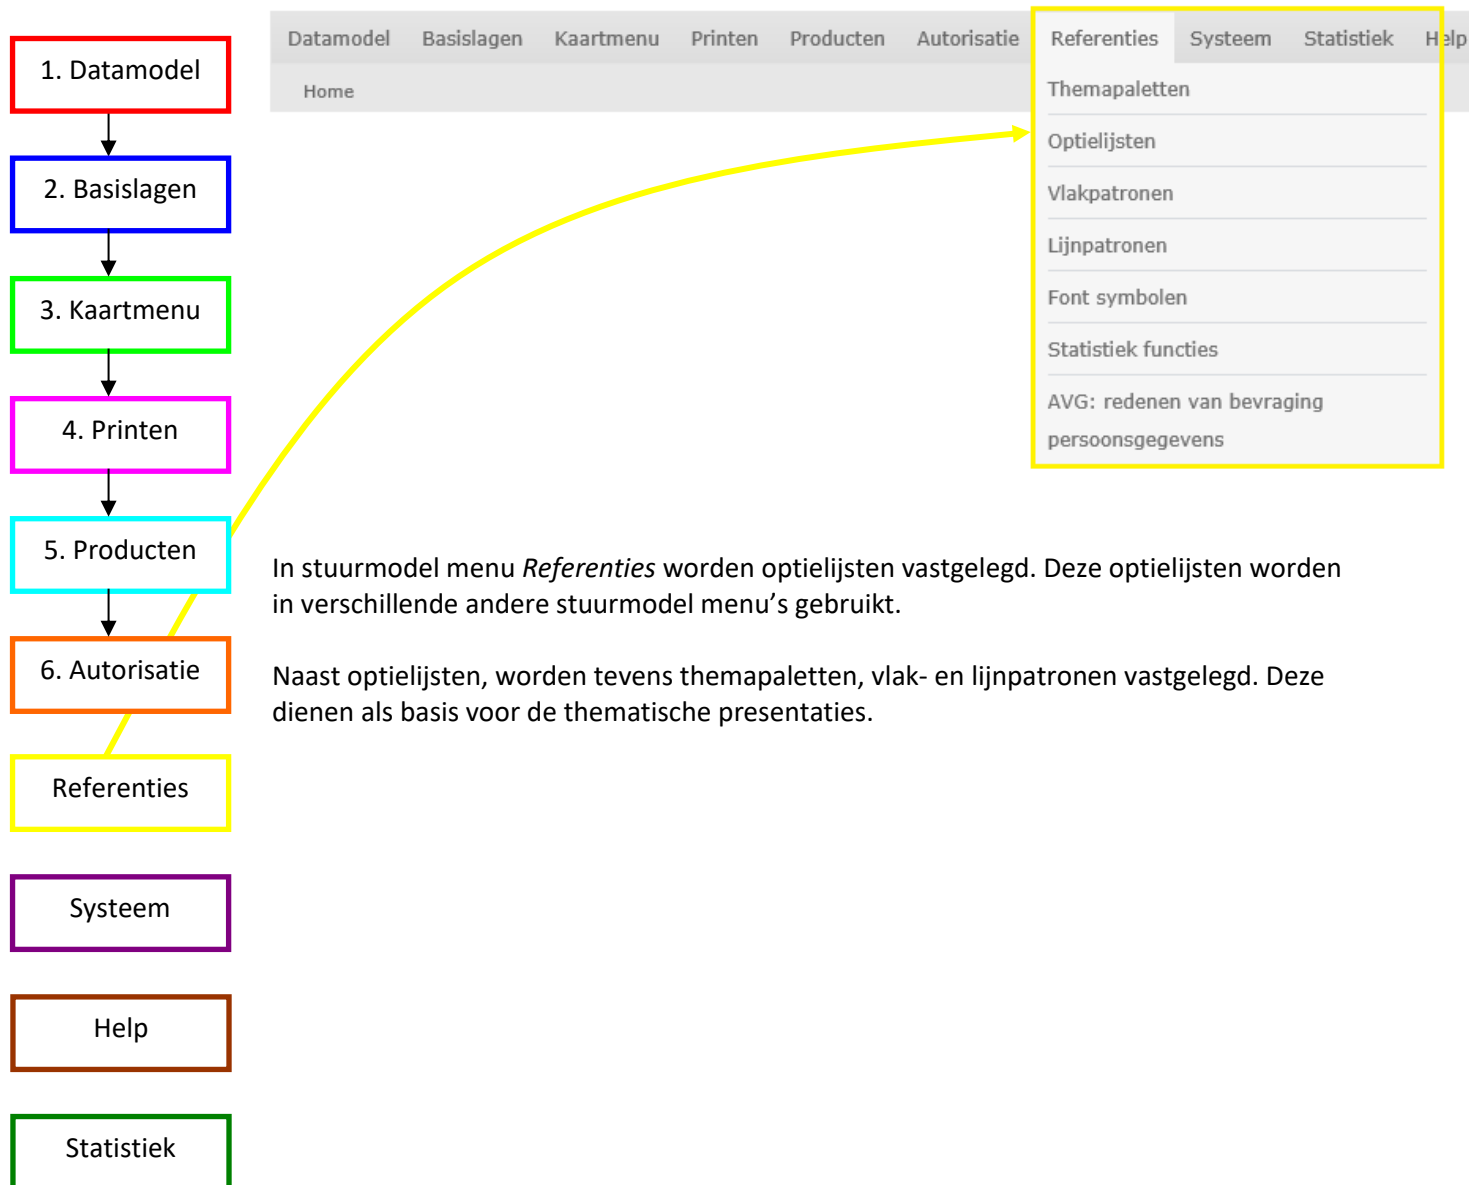 1. Datamodel
2. Basislagen
3. Kaartmenu
4. Printen
5. Producten
6. Autorisatie
Referenties
Systeem
Help
Statistiek
Datamodel Basislagen Kaartmenu Printen Producten Autorisatie Referenties Systeem Statistiek Help
Home
Themapaletten
Optielijsten
Vlakpatronen
Lijnpatronen
Font symbolen
Statistiek functies
AVG: redenen van bevraging
persoonsgegevens
In stuurmodel menu Referenties worden optielijsten vastgelegd. Deze optielijsten worden
in verschillende andere stuurmodel menu’s gebruikt.
Naast optielijsten, worden tevens themapaletten, vlak- en lijnpatronen vastgelegd. Deze
dienen als basis voor de thematische presentaties.